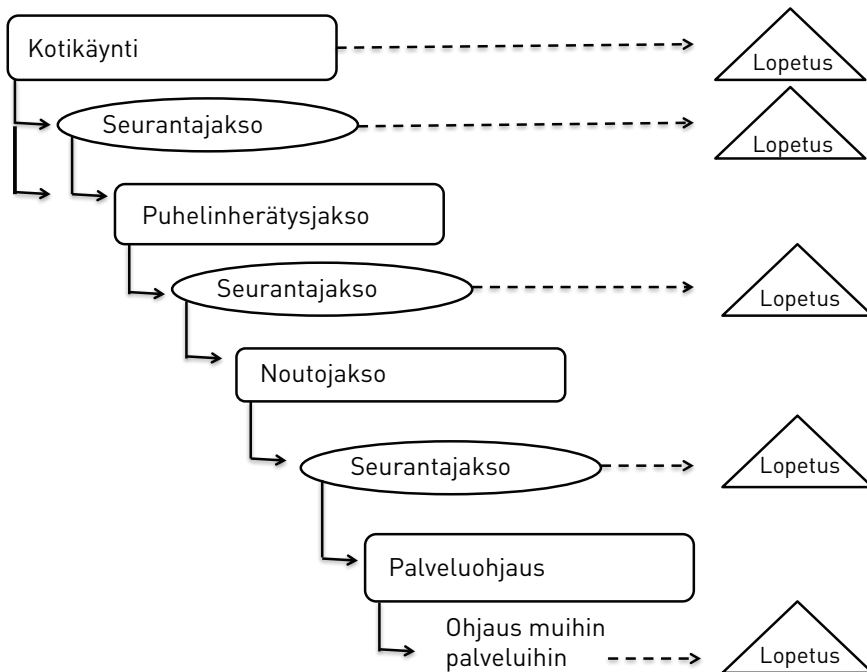 Kotikäynti
Lopetus
Seurantajakso
Lopetus
Puhelinherätysjakso
Seurantajakso
Lopetus
Noutojakso
Seurantajakso
Lopetus
Palveluohjaus
Ohjaus muihin
palveluihin
Lopetus